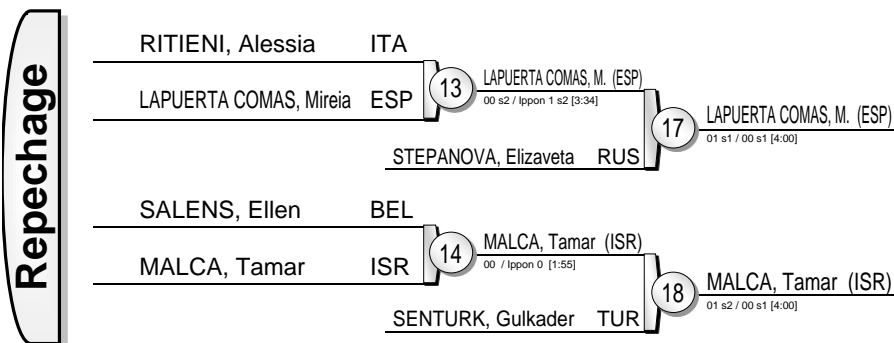 Repechage
RITIENI, Alessia ITA
LAPUERTA COMAS, Mireia ESP
13
LAPUERTA COMAS, M. (ESP)
00 s2 / Ippon 1 s2 [3:34]
STEPANOVA, Elizaveta RUS
17
LAPUERTA COMAS, M. (ESP)
01 s1 / 00 s1 [4:00]
SALENS, Ellen BEL
MALCA, Tamar ISR
14
MALCA, Tamar (ISR)
00 / Ippon 0 [1:55]
SENTURK, Gulkader TUR
18
MALCA, Tamar (ISR)
01 s2 / 00 s1 [4:00]